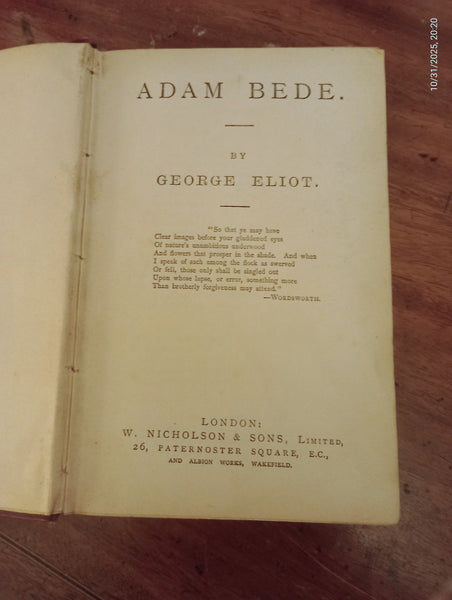 10/31/2025, 20:20
ADAM BEDE.
BY
GEORGE ELIOT.
"So that ye may have
Clear images before your gladdened eyes
Of nature's unambitious underwood
And flowers that prosper in the shade. And when
I speak of such among the flock as swerved
Or fell, those only shall be singled out
Upon whose lapse, or error, something more
Than brotherly forgiveness may attend."
—WORDSWORTH.
LONDON:
W. NICHOLSON & SONS, LIMITED,
26, PATERNOSTER SQUARE, E.C.,
AND ALBION WORKS, WAKEFIELD.